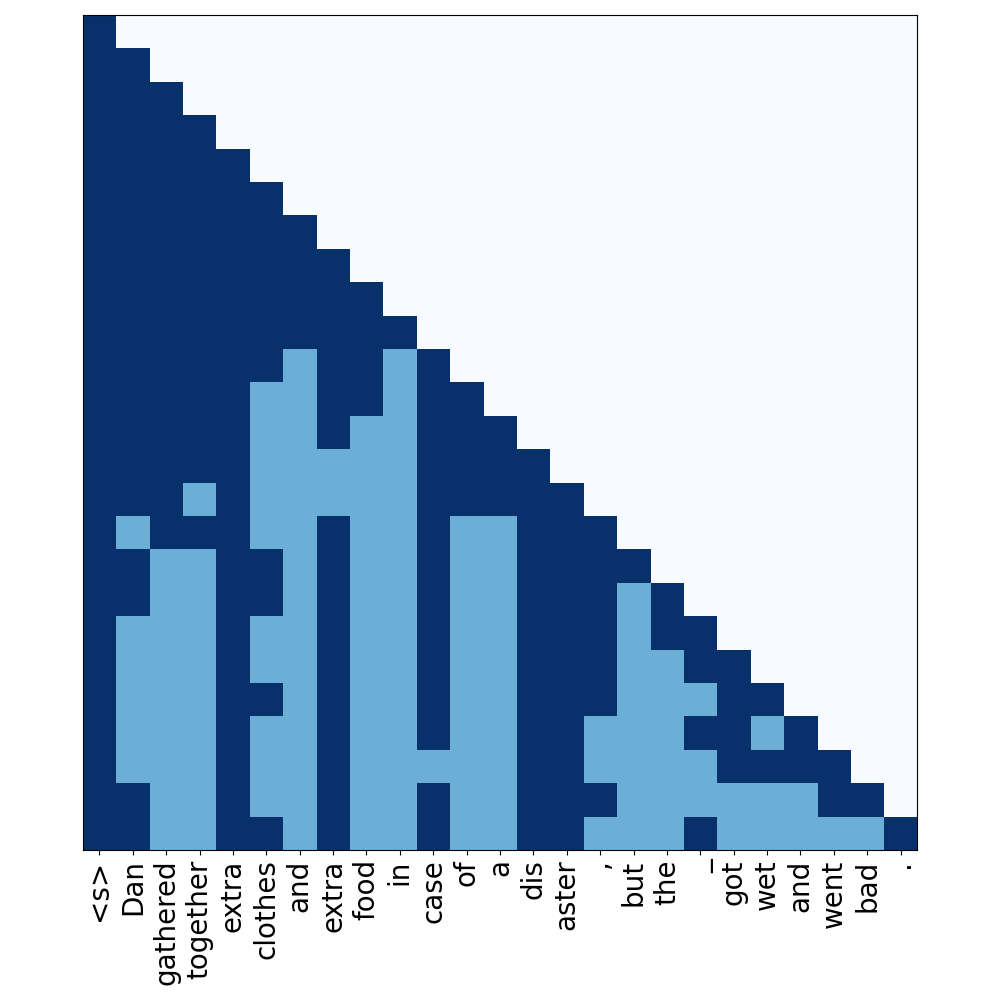 <s> Dan gathered together extra clothes and extra food in case of a dis aster , but the _ got wet and went bad .